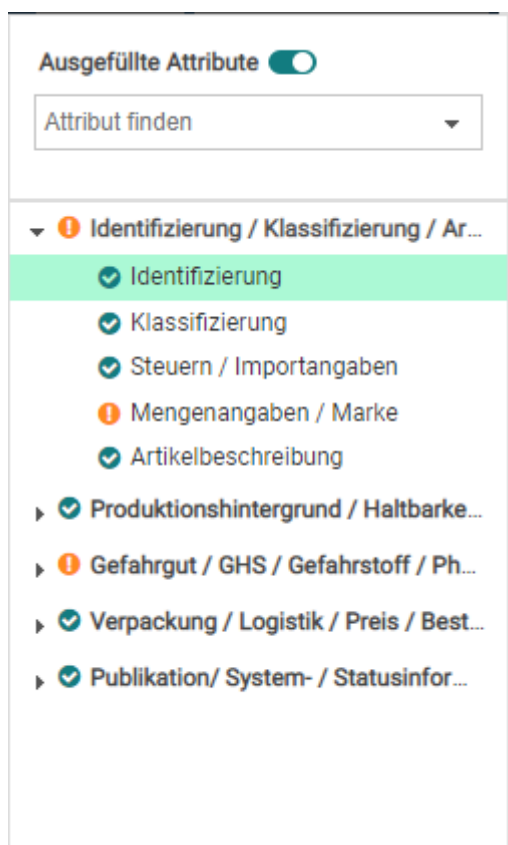 Ausgefüllte Attribute
Attribut finden
Identifizierung / Klassifizierung / Ar...
Identifizierung
Klassifizierung
Steuern / Importangaben
Mengenangaben / Marke
Artikelbeschreibung
Produktionshintergrund / Haltbarke...
Gefahrgut / GHS / Gefahrstoff / Ph...
Verpackung / Logistik / Preis / Best...
Publikation/ System- / Statusinfor...